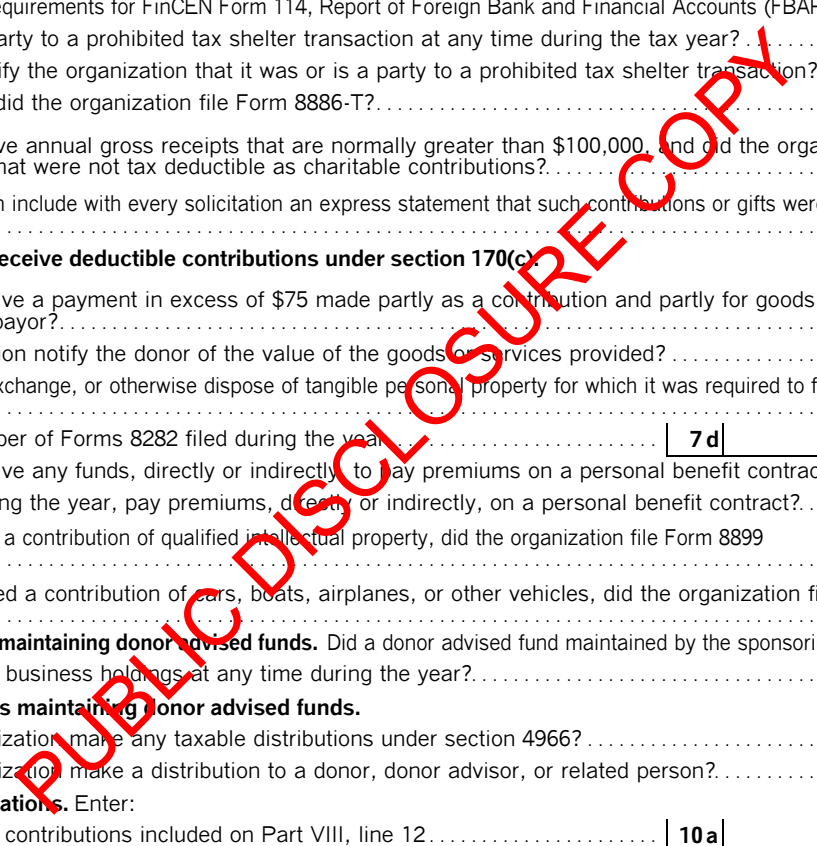 equirements for FinCEN Form 114, Report of Foreign Bank and Financial Accounts (FBAR
arty to a prohibited tax shelter transaction at any time during the tax year?
ify the organization that it was or is a party to a prohibited tax shelter transaction?
did the organization file Form 8886-T?
ve annual gross receipts that are normally greater than $100,000, and did the orga
hat were not tax deductible as charitable contributions?
n include with every solicitation an express statement that such contributions or gifts were
eceive deductible contributions under section 170(c).
ive a payment in excess of $75 made partly as a contribution and partly for goods
payor?
ion notify the donor of the value of the goods or services provided?
xchange, or otherwise dispose of tangible personal property for which it was required to f
ber of Forms 8282 filed during the year 7 d
ive any funds, directly or indirectly, to pay premiums on a personal benefit contrac
ing the year, pay premiums, directly or indirectly, on a personal benefit contract?
a contribution of qualified intellectual property, did the organization file Form 8899
ed a contribution of cars, boats, airplanes, or other vehicles, did the organization fi
maintaining donor advised funds. Did a donor advised fund maintained by the sponsori
business holdings at any time during the year?
s maintaining donor advised funds.
ization make any taxable distributions under section 4966?
ization make a distribution to a donor, donor advisor, or related person?
ations. Enter:
contributions included on Part VIII, line 12 10 a
PUBLIC DISCLOSURE COPY